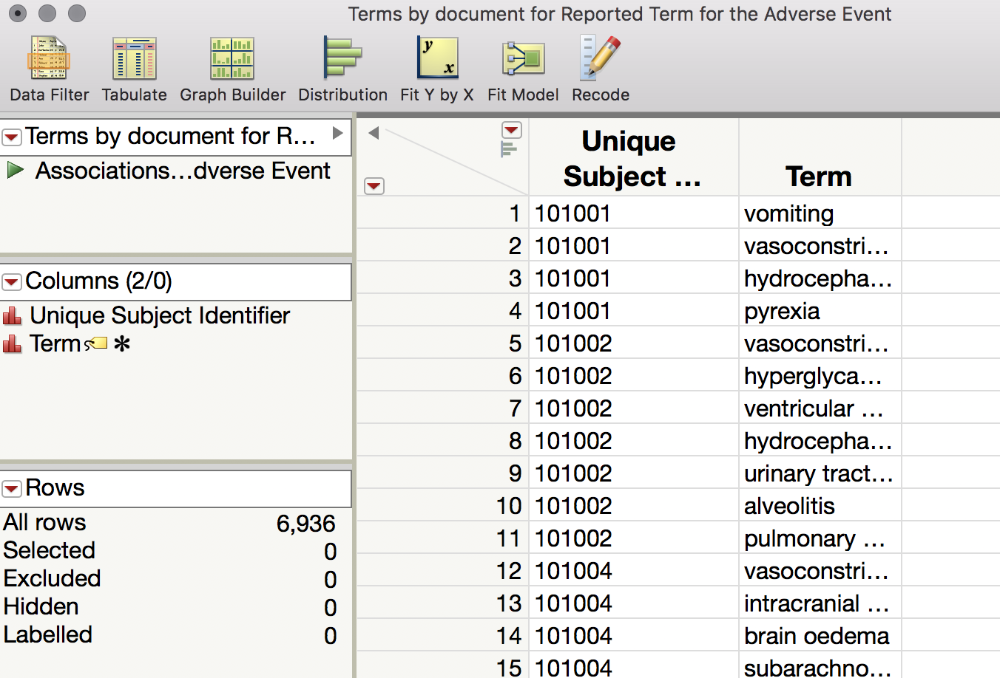 Terms by document for Reported Term for the Adverse Event
Data Filter Tabulate Graph Builder Distribution Fit Y by X Fit Model Recode
Terms by document for R...
Associations...dverse Event
Columns (2/0)
Unique Subject Identifier
Term *
Rows
All rows 6,936
Selected 0
Excluded 0
Hidden 0
Labelled 0
Unique
Subject ... Term
1 101001 vomiting
2 101001 vasoconstri...
3 101001 hydrocepha...
4 101001 pyrexia
5 101002 vasoconstri...
6 101002 hyperglyca...
7 101002 ventricular ...
8 101002 hydrocepha...
9 101002 urinary tract...
10 101002 alveolitis
11 101002 pulmonary ...
12 101004 vasoconstri...
13 101004 intracranial ...
14 101004 brain oedema
15 101004 subarachno...